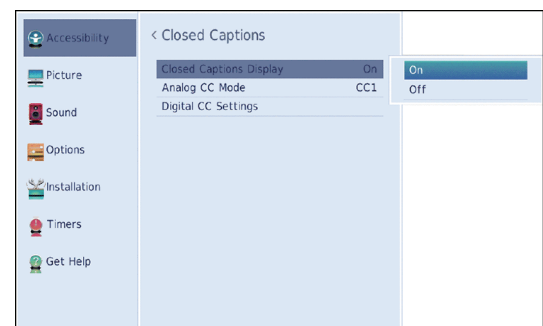 Accessibility
Picture
Sound
Options
Installation
Timers
Get Help
< Closed Captions
Closed Captions Display On
Analog CC Mode CC1
Digital CC Settings
On
Off